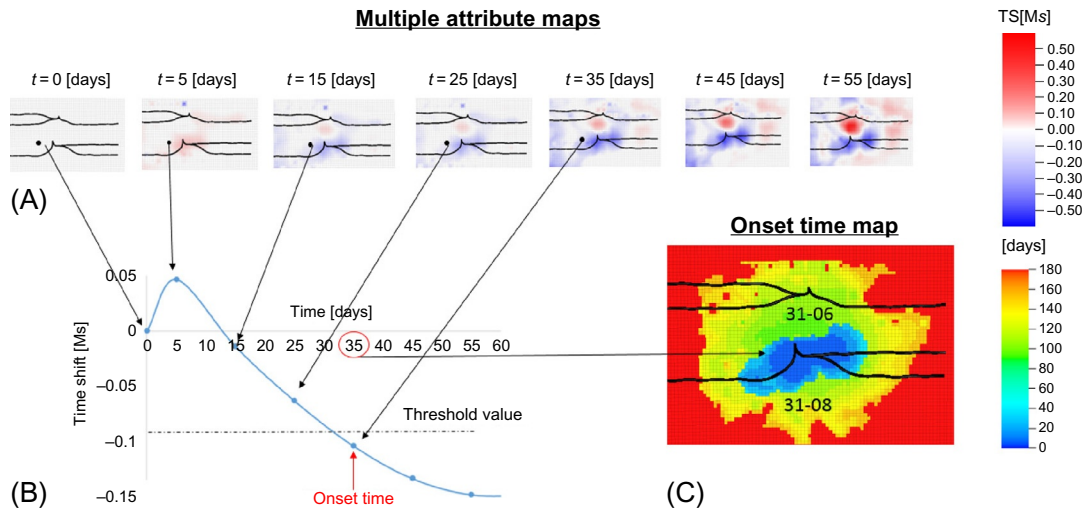 Multiple attribute maps
TS[Ms]
t = 0 [days]
t = 5 [days]
t = 15 [days]
t = 25 [days]
t = 35 [days]
t = 45 [days]
t = 55 [days]
0.50
0.40
0.30
0.20
0.10
0.00
–0.10
–0.20
–0.30
–0.40
–0.50
(A)
Onset time map
[days]
180
160
140
120
100
80
60
40
20
0
31-06
31-08
(C)
0.05
0
–0.05
–0.1
–0.15
Time shift [Ms]
Time [days]
0 5 10 15 20 25 30 35 40 45 50 55 60
Threshold value
Onset time
(B)